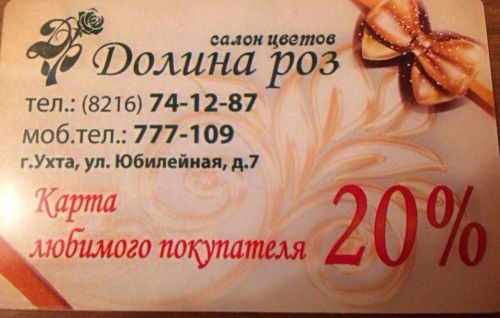 салон цветов
Долина роз
тел.: (8216) 74-12-87
моб.тел.: 777-109
г.Ухта, ул. Юбилейная, д.7
Карта
любимого покупателя 20%